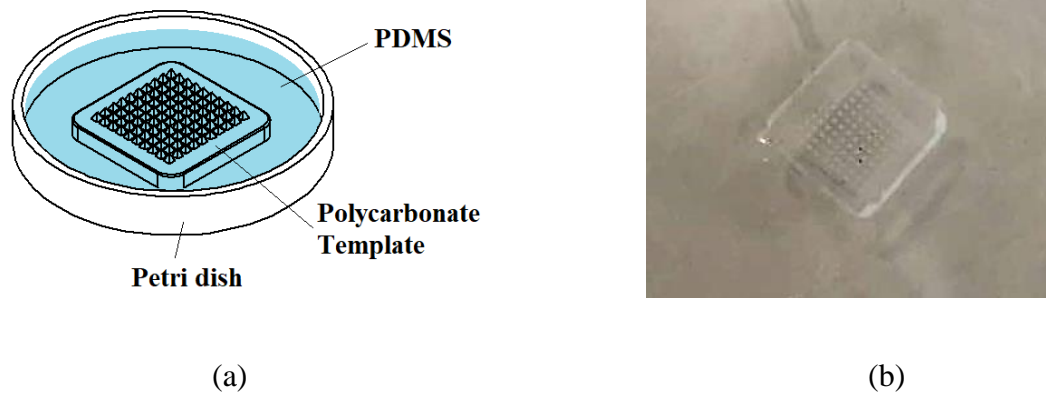 PDMS
Polycarbonate
Template
Petri dish
(a)
(b)